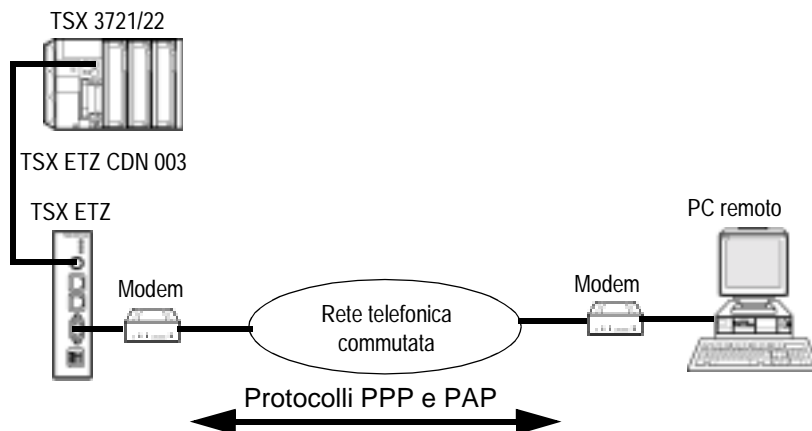 TSX 3721/22
TSX ETZ CDN 003
TSX ETZ
PC remoto
Modem
Modem
Rete telefonica
commutata
Protocolli PPP e PAP